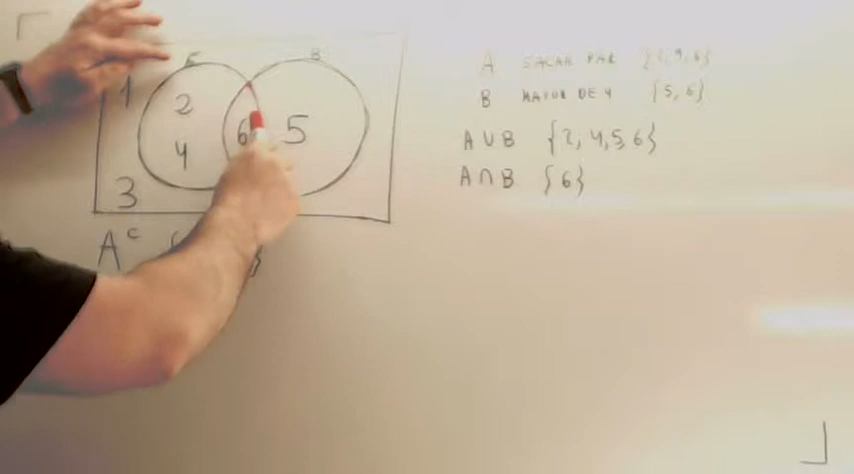 B
1 2
6 5
4
3
A^c { }
A SACAR PAR {2, 4, 6}
B MAYOR DE 4 {5, 6}
A ∪ B {2, 4, 5, 6}
A ∩ B {6}